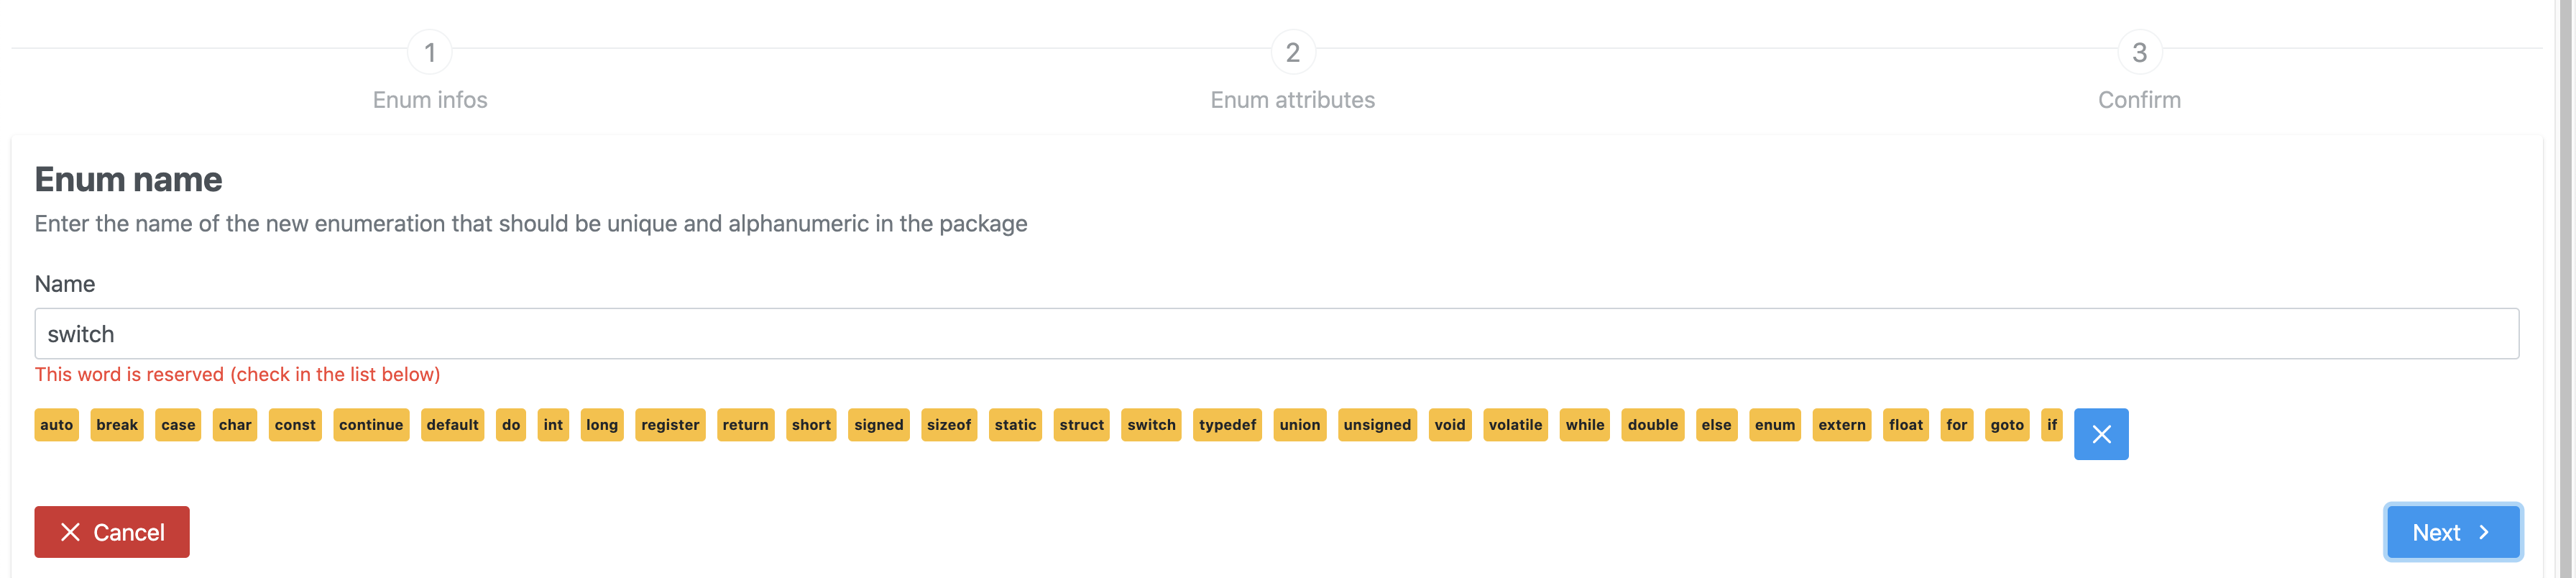 1 2 3
Enum infos Enum attributes Confirm
Enum name
Enter the name of the new enumeration that should be unique and alphanumeric in the package
Name
switch
This word is reserved (check in the list below)
auto break case char const continue default do int long register return short signed sizeof static struct switch typedef union unsigned void volatile while double else enum extern float for goto if
Cancel Next